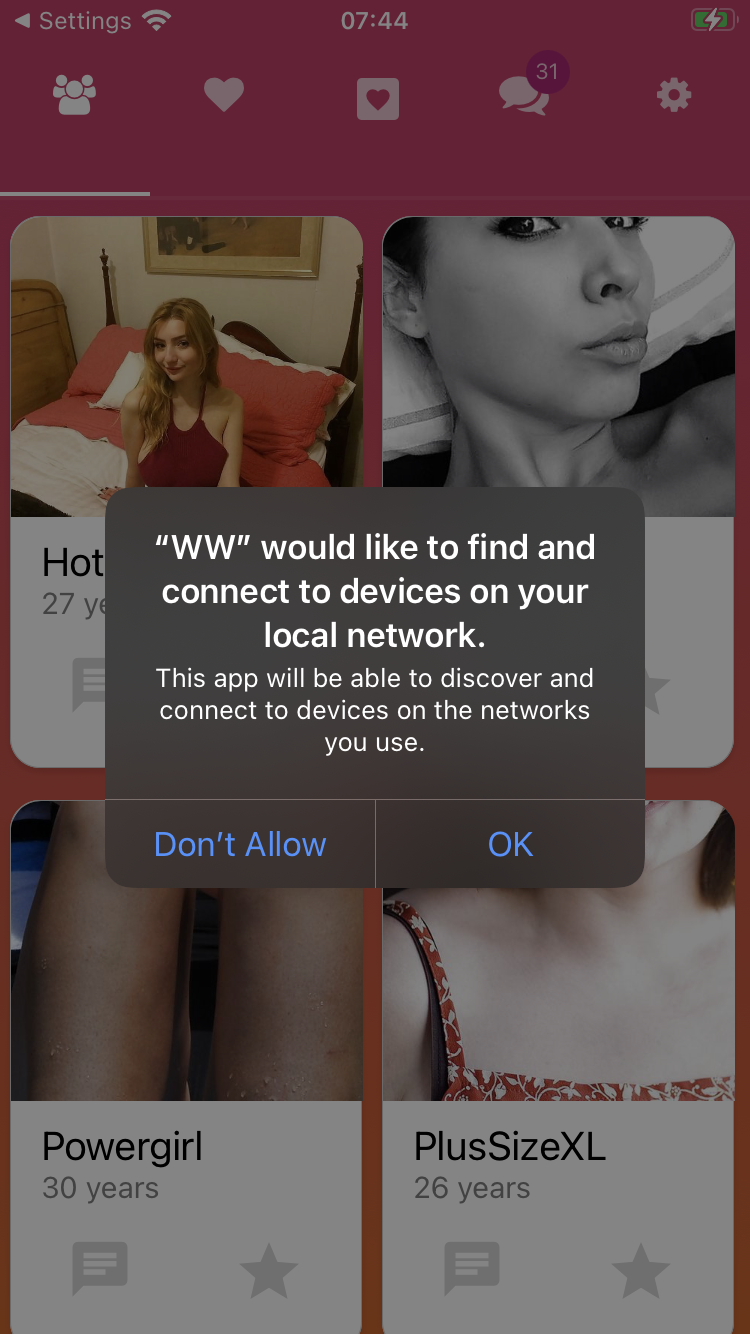 Settings
07:44
31
Hot
27 ye
“WW” would like to find and
connect to devices on your
local network.
This app will be able to discover and
connect to devices on the networks
you use.
Don’t Allow
OK
Powergirl
30 years
PlusSizeXL
26 years